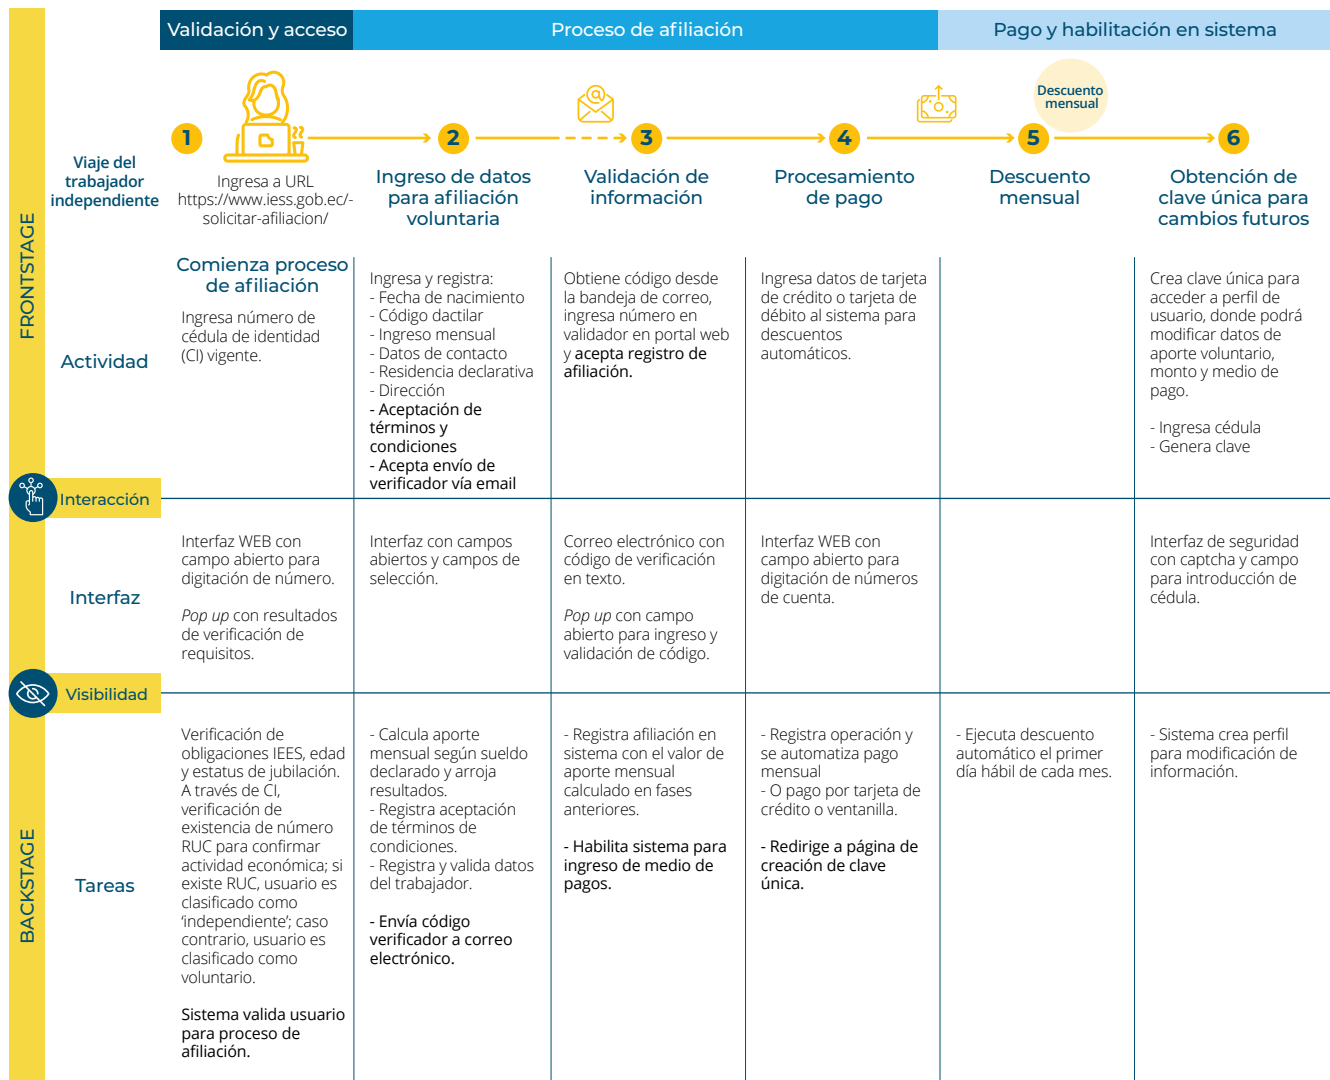 Validación y acceso
Proceso de afiliación
Pago y habilitación en sistema
FRONTSTAGE
Viaje del
trabajador
independiente
1
2
3
4
Descuento
mensual
5
6
Ingresa a URL
https://www.iess.gob.ec/-
solicitar-afiliacion/
Ingreso de datos
para afiliación
voluntaria
Validación de
información
Procesamiento
de pago
Descuento
mensual
Obtención de
clave única para
cambios futuros
Actividad
Comienza proceso
de afiliación
Ingresa número de
cédula de identidad
(CI) vigente.
Ingresa y registra:
- Fecha de nacimiento
- Código dactilar
- Ingreso mensual
- Datos de contacto
- Residencia declarativa
- Dirección
- Aceptación de
términos y
condiciones
- Acepta envío de
verificador vía email
Obtiene código desde
la bandeja de correo,
ingresa número en
validador en portal web
y acepta registro de
afiliación.
Ingresa datos de tarjeta
de crédito o tarjeta de
débito al sistema para
descuentos
automáticos.
Crea clave única para
acceder a perfil de
usuario, donde podrá
modificar datos de
aporte voluntario,
monto y medio de
pago.
- Ingresa cédula
- Genera clave
Interacción
Interfaz
Interfaz WEB con
campo abierto para
digitación de número.
Pop up con resultados
de verificación de
requisitos.
Interfaz con campos
abiertos y campos de
selección.
Correo electrónico con
código de verificación
en texto.
Pop up con campo
abierto para ingreso y
validación de código.
Interfaz WEB con
campo abierto para
digitación de números
de cuenta.
Interfaz de seguridad
con captcha y campo
para introducción de
cédula.
Visibilidad
BACKSTAGE
Tareas
Verificación de
obligaciones IEES, edad
y estatus de jubilación.
A través de CI,
verificación de
existencia de número
RUC para confirmar
actividad económica; si
existe RUC, usuario es
clasificado como
‘independiente’; caso
contrario, usuario es
clasificado como
voluntario.
Sistema valida usuario
para proceso de
afiliación.
- Calcula aporte
mensual según sueldo
declarado y arroja
resultados.
- Registra aceptación
de términos de
condiciones.
- Registra y valida datos
del trabajador.
- Envía código
verificador a correo
electrónico.
- Registra afiliación en
sistema con el valor de
aporte mensual
calculado en fases
anteriores.
- Habilita sistema para
ingreso de medio de
pagos.
- Registra operación y
se automatiza pago
mensual
- O pago por tarjeta de
crédito o ventanilla.
- Redirige a página de
creación de clave
única.
- Ejecuta descuento
automático el primer
día hábil de cada mes.
- Sistema crea perfil
para modificación de
información.